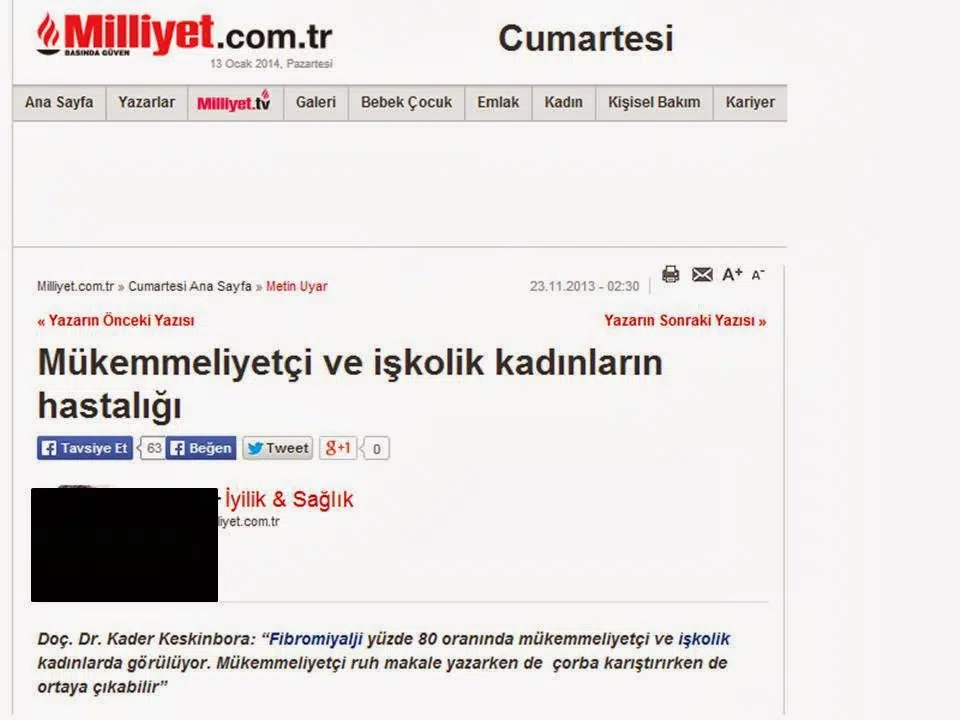 Milliyet.com.tr
BASINDA GÜVEN
13 Ocak 2014, Pazartesi
Cumartesi
Ana Sayfa Yazarlar Milliyet.tv Galeri Bebek Çocuk Emlak Kadın Kişisel Bakım Kariyer
Milliyet.com.tr » Cumartesi Ana Sayfa » Metin Uyar
23.11.2013 - 02:30
A+ A-
« Yazarın Önceki Yazısı
Yazarın Sonraki Yazısı »
Mükemmeliyetçi ve işkolik kadınların
hastalığı
Tavsiye Et 63 Beğen Tweet g+1 0
İyilik & Sağlık
liyet.com.tr
Doç. Dr. Kader Keskinbora: “Fibromiyalji yüzde 80 oranında mükemmeliyetçi ve işkolik
kadınlarda görülüyor. Mükemmeliyetçi ruh makale yazarken de çorba karıştırırken de
ortaya çıkabilir”